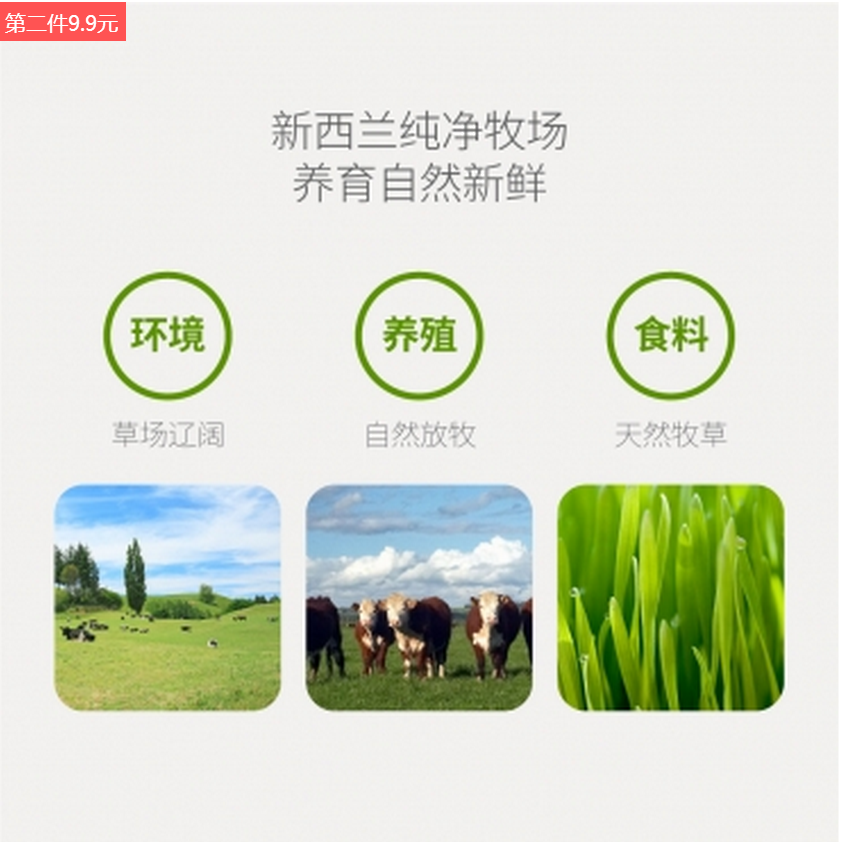 第二件9.9元
新西兰纯净牧场
养育自然新鲜
环境
养殖
食料
草场辽阔
自然放牧
天然牧草